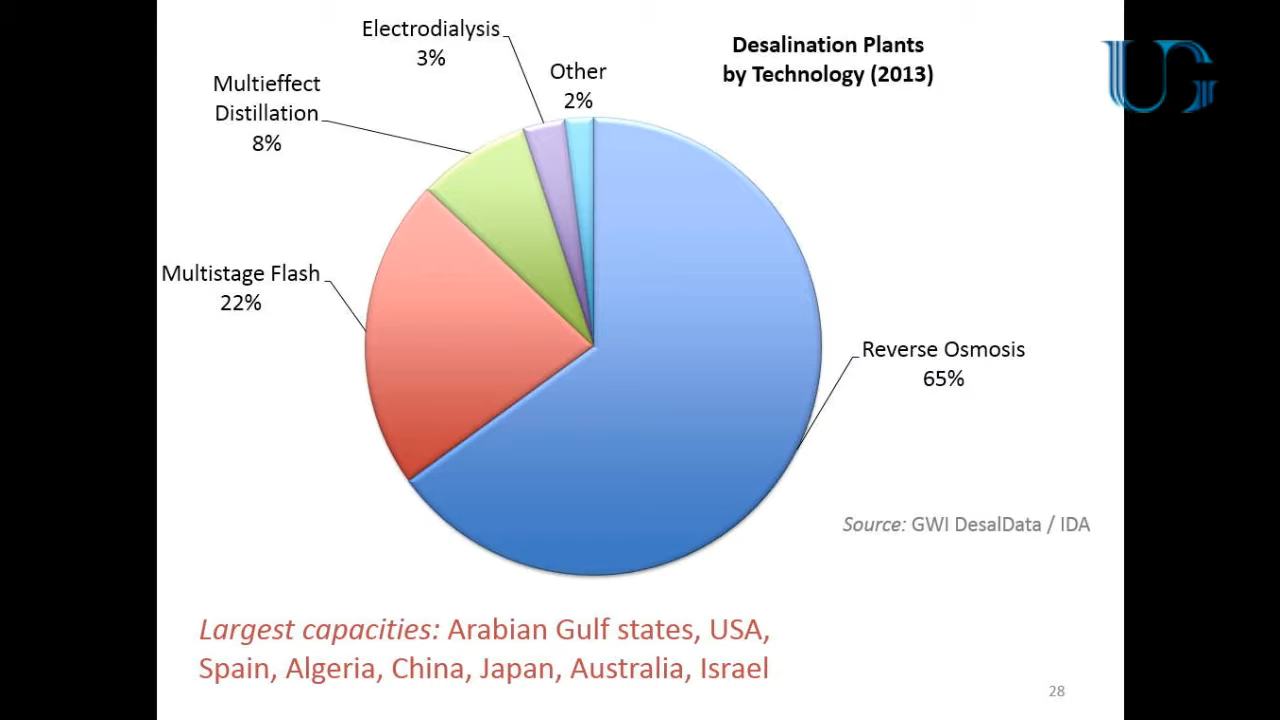 Electrodialysis
3%
Desalination Plants
by Technology (2013)
UG
Other
2%
Multieffect
Distillation
8%
Multistage Flash
22%
Reverse Osmosis
65%
Source: GWI DesalData / IDA
Largest capacities: Arabian Gulf states, USA,
Spain, Algeria, China, Japan, Australia, Israel
28